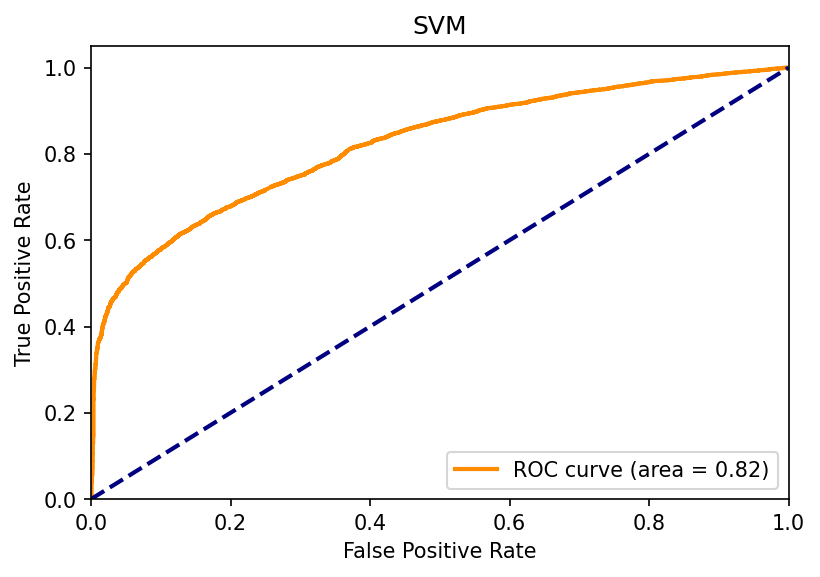 SVM
True Positive Rate
1.0
0.8
0.6
0.4
0.2
0.0
ROC curve (area = 0.82)
0.0 0.2 0.4 0.6 0.8 1.0
False Positive Rate